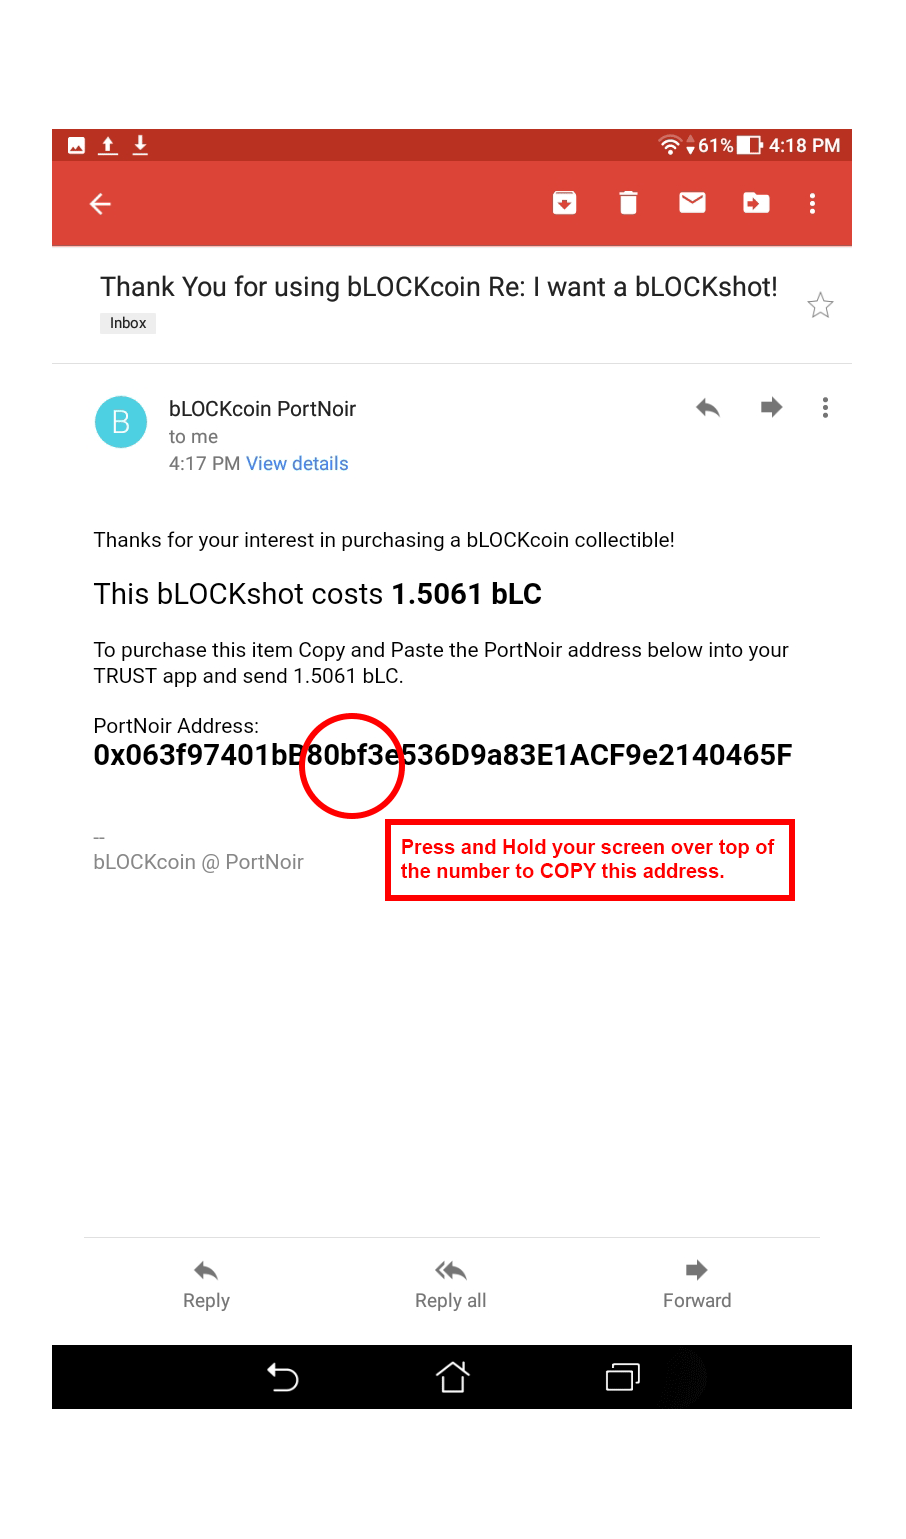 61% 4:18 PM
Thank You for using bLOCKcoin Re: I want a bLOCKshot!
Inbox
B
bLOCKcoin PortNoir
to me
4:17 PM View details
Thanks for your interest in purchasing a bLOCKcoin collectible!
This bLOCKshot costs 1.5061 bLC
To purchase this item Copy and Paste the PortNoir address below into your
TRUST app and send 1.5061 bLC.
PortNoir Address:
0x063f97401bB80bf3e536D9a83E1ACF9e2140465F
--
bLOCKcoin @ PortNoir
Press and Hold your screen over top of
the number to COPY this address.
Reply Reply all Forward